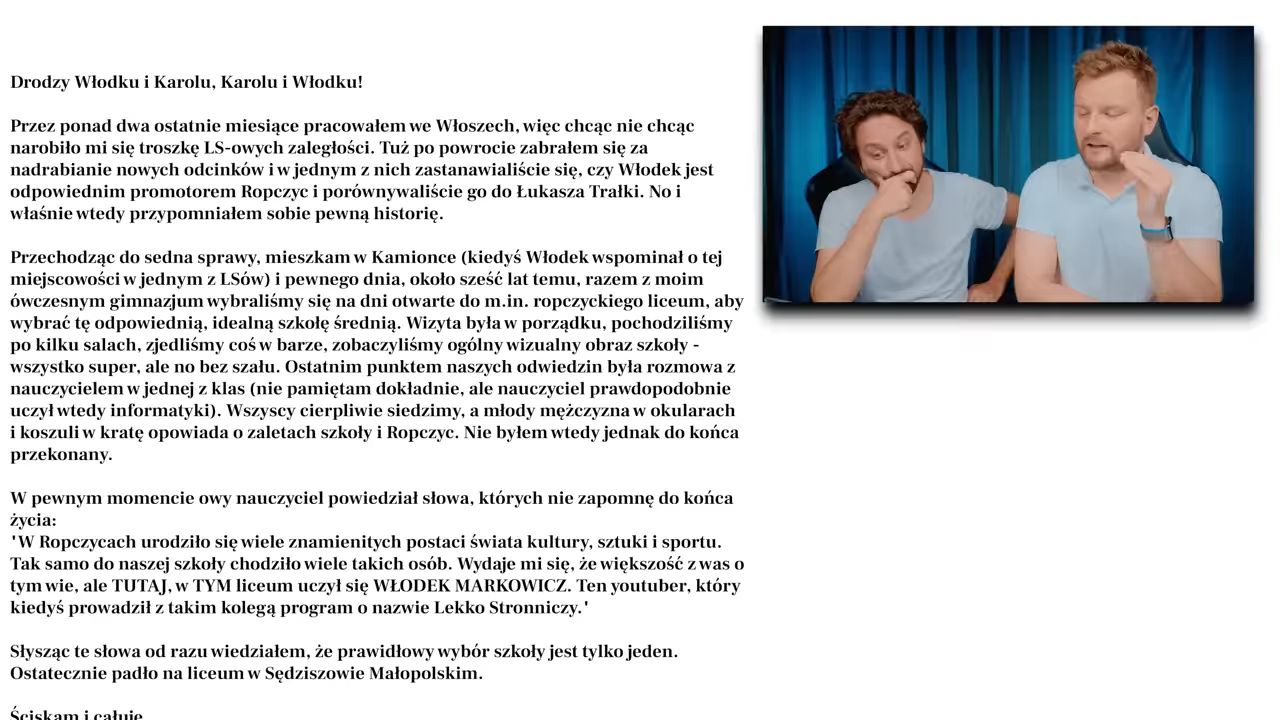 Drodzy Włodku i Karolu, Karolu i Włodku!
Przez ponad dwa ostatnie miesiące pracowałem we Włoszech, więc chcąc nie chcąc
narobiło mi się troszkę LS-owych zaległości. Tuż po powrocie zabrałem się za
nadrabianie nowych odcinków i w jednym z nich zastanawialiście się, czy Włodek jest
odpowiednim promotorem Ropczyc i porównywaliście go do Łukasza Trałki. No i
właśnie wtedy przypomniałem sobie pewną historię.
Przechodząc do sedna sprawy, mieszkam w Kamionce (kiedyś Włodek wspominał o tej
miejscowości w jednym z LSów) i pewnego dnia, około sześć lat temu, razem z moim
ówczesnym gimnazjum wybraliśmy się na dni otwarte do m.in. ropczyckiego liceum, aby
wybrać tę odpowiednią, idealną szkołę średnią. Wizyta była w porządku, pochodziliśmy
po kilku salach, zjedliśmy coś w barze, zobaczyliśmy ogólny wizualny obraz szkoły -
wszystko super, ale no bez szału. Ostatnim punktem naszych odwiedzin była rozmowa z
nauczycielem w jednej z klas (nie pamiętam dokładnie, ale nauczyciel prawdopodobnie
uczył wtedy informatyki). Wszyscy cierpliwie siedzimy, a młody mężczyzna w okularach
i koszuli w kratę opowiada o zaletach szkoły i Ropczyc. Nie byłem wtedy jednak do końca
przekonany.
W pewnym momencie owy nauczyciel powiedział słowa, których nie zapomnę do końca
życia:
'W Ropczycach urodziło się wiele znamienitych postaci świata kultury, sztuki i sportu.
Tak samo do naszej szkoły chodziło wiele takich osób. Wydaje mi się, że większość z was o
tym wie, ale TUTAJ, w TYM liceum uczył się WŁODEK MARKOWICZ. Ten youtuber, który
kiedyś prowadził z takim kolegą program o nazwie Lekko Stronniczy.'
Słysząc te słowa od razu wiedziałem, że prawidłowy wybór szkoły jest tylko jeden.
Ostatecznie padło na liceum w Sędziszowie Małopolskim.
Ściskam i całuję